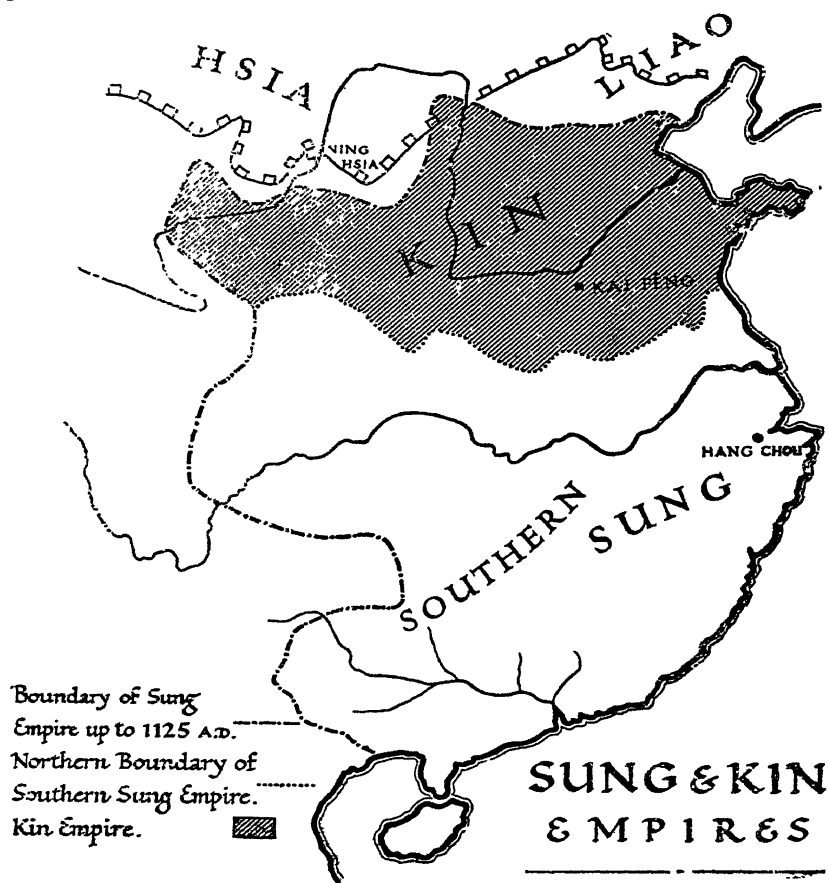 HSIA
LIAO
NING
HSIA
KIN
KAI FENG
HANG CHOU
SOUTHERN
SUNG
Boundary of Sung
Empire up to 1125 A.D.
Northern Boundary of
Southern Sung Empire.
Kin Empire.
SUNG & KIN
EMPIRES